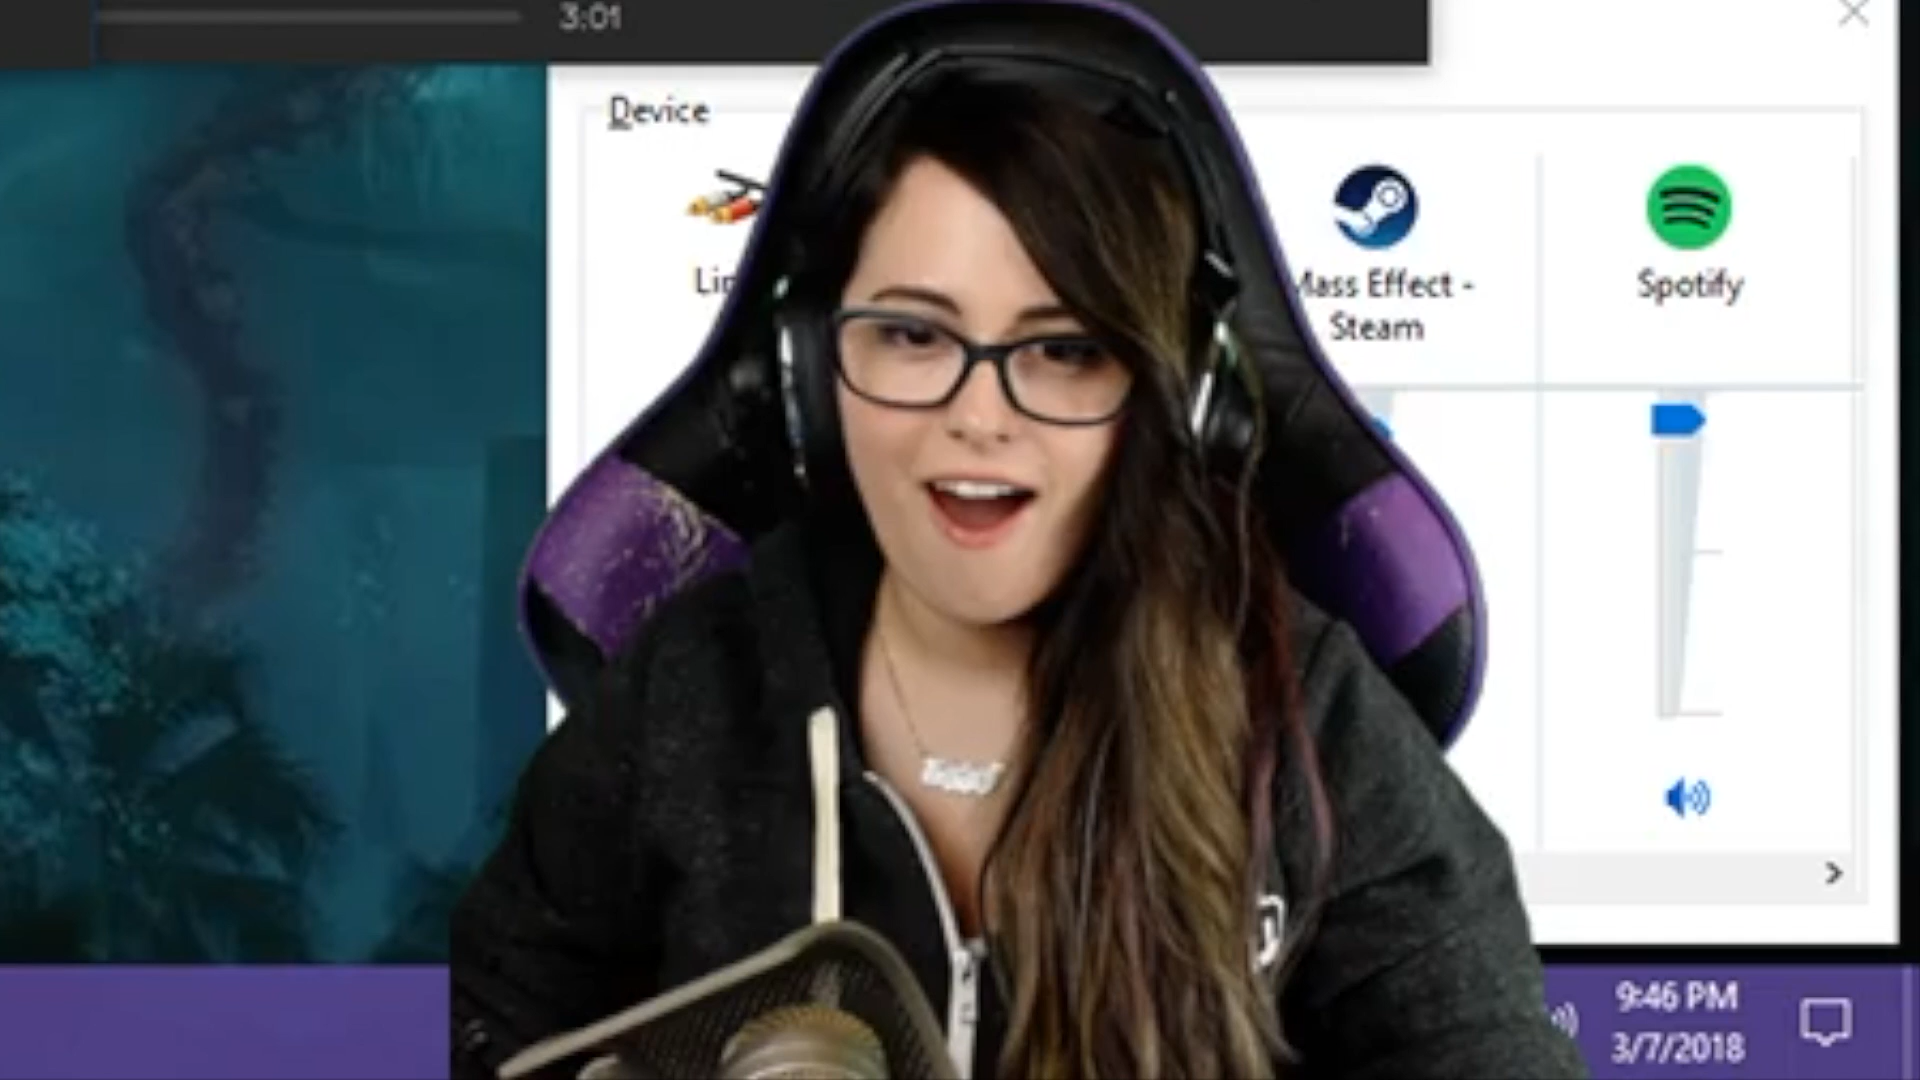 3:01
Device
Mass Effect -
Steam
Spotify
9:46 PM
3/7/2018